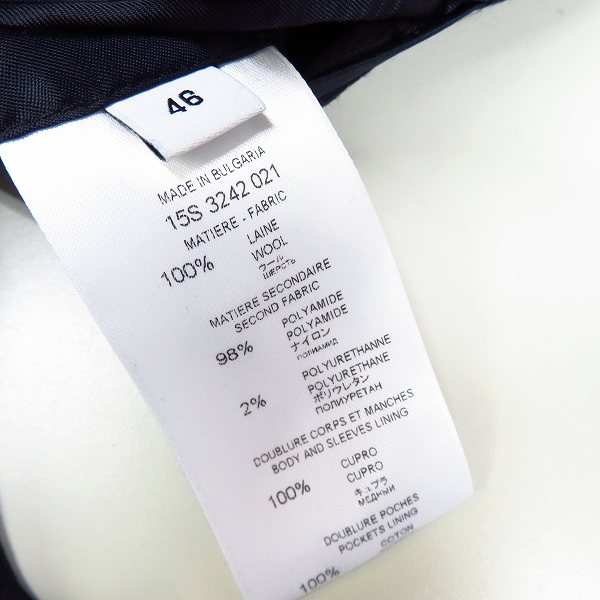 46
MADE IN BULGARIA
15S 3242 021
MATIERE - FABRIC
100% LAINE
WOOL
ウール
ШЕРСТЬ
MATIERE SECONDAIRE
SECOND FABRIC
98% POLYAMIDE
POLYAMIDE
ナイロン
ПОЛИАМИД
2% POLYURETHANNE
POLYURETHANE
ポリウレタン
ПОЛИУРЕТАН
DOUBLURE CORPS ET MANCHES
BODY AND SLEEVES LINING
100% CUPRO
CUPRO
キュプラ
МЕДНЫЙ
DOUBLURE POCHES
POCKETS LINING
100% COTON